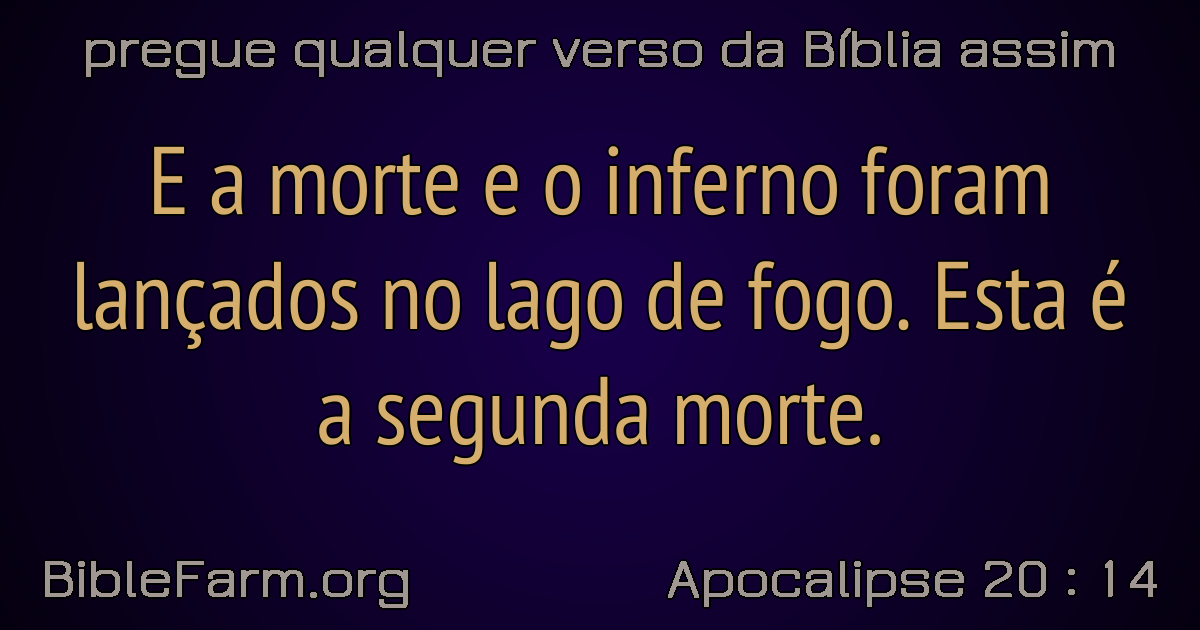 pregue qualquer verso da Bíblia assim
E a morte e o inferno foram
lançados no lago de fogo. Esta é
a segunda morte.
BibleFarm.org
Apocalipse 20 : 14